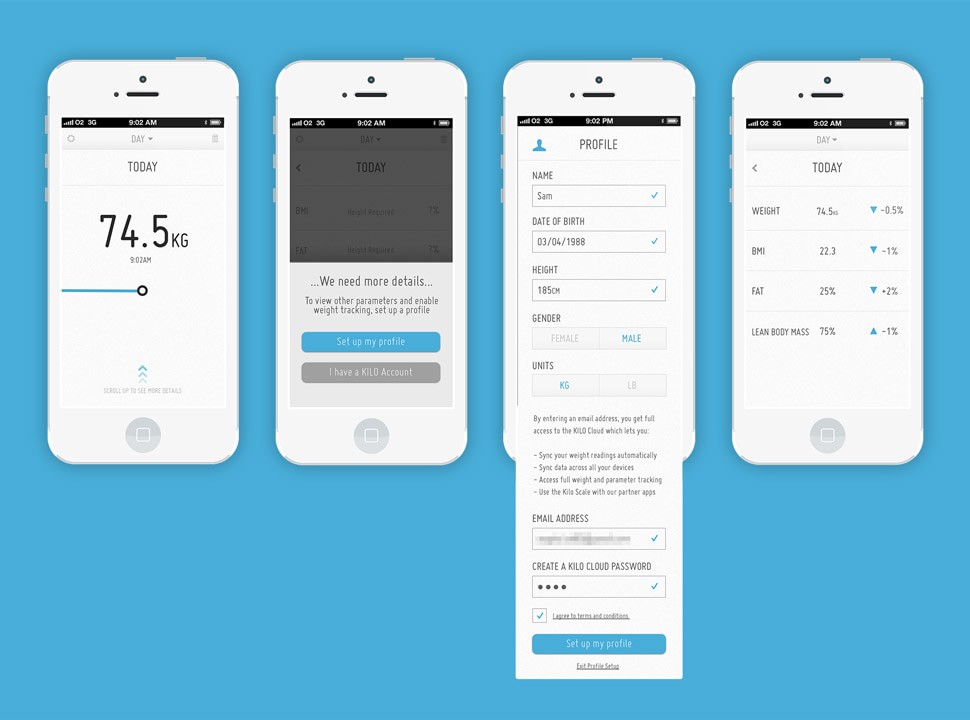 O2 3G 9:02 AM
DAY
TODAY
74.5KG
9:02AM
SCROLL UP TO SEE MORE DETAILS
O2 3G 9:02 AM
DAY
TODAY
BMI Height Required ?%
FAT Height Required ?%
...We need more details...
To view other parameters and enable
weight tracking, set up a profile
Set up my profile
I have a KILO Account
O2 3G 9:02 PM
PROFILE
NAME
Sam
DATE OF BIRTH
03/04/1988
HEIGHT
185CM
GENDER
FEMALE MALE
UNITS
KG LB
By entering an email address, you get full
access to the KILO Cloud which lets you:
- Sync your weight readings automatically
- Sync data across all your devices
- Access full weight and parameter tracking
- Use the Kilo Scale with our partner apps
EMAIL ADDRESS
CREATE A KILO CLOUD PASSWORD
I agree to terms and conditions.
Set up my profile
Exit Profile Setup
O2 3G 9:02 AM
DAY
TODAY
WEIGHT 74.5KG -0.5%
BMI 22.3 -1%
FAT 25% +2%
LEAN BODY MASS 75% -1%